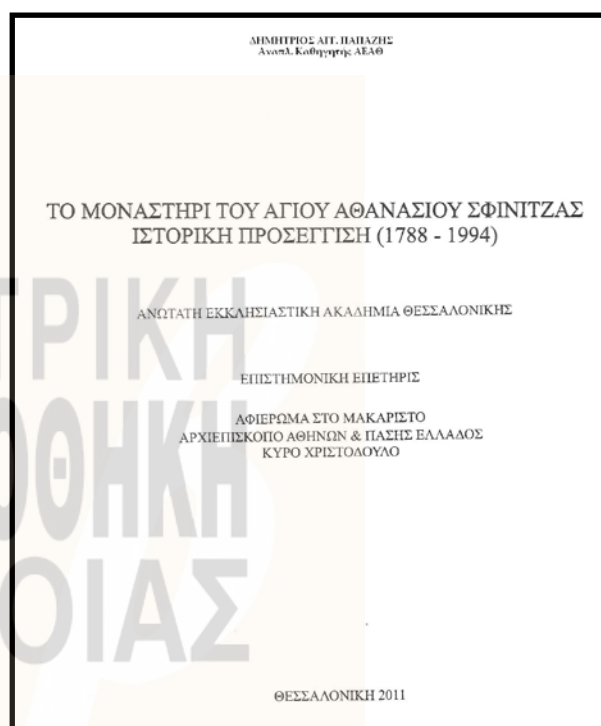 ΔΗΜΗΤΡΙΟΣ ΑΓΓ. ΠΑΠΑΖΗΣ
Αναπλ. Καθηγητής ΑΕΑΘ
ΤΟ ΜΟΝΑΣΤΗΡΙ ΤΟΥ ΑΓΙΟΥ ΑΘΑΝΑΣΙΟΥ ΣΦΙΝΙΤΖΑΣ
ΙΣΤΟΡΙΚΗ ΠΡΟΣΕΓΓΙΣΗ (1788 - 1994)
ΑΝΩΤΑΤΗ ΕΚΚΛΗΣΙΑΣΤΙΚΗ ΑΚΑΔΗΜΙΑ ΘΕΣΣΑΛΟΝΙΚΗΣ
ΕΠΙΣΤΗΜΟΝΙΚΗ ΕΠΕΤΗΡΙΣ
ΑΦΙΕΡΩΜΑ ΣΤΟ ΜΑΚΑΡΙΣΤΟ
ΑΡΧΙΕΠΙΣΚΟΠΟ ΑΘΗΝΩΝ & ΠΑΣΗΣ ΕΛΛΑΔΟΣ
ΚΥΡΟ ΧΡΙΣΤΟΔΟΥΛΟ
ΤΡΙΚΗ
ΟΘΗΚΗ
ΟΙΑΣ
ΘΕΣΣΑΛΟΝΙΚΗ 2011